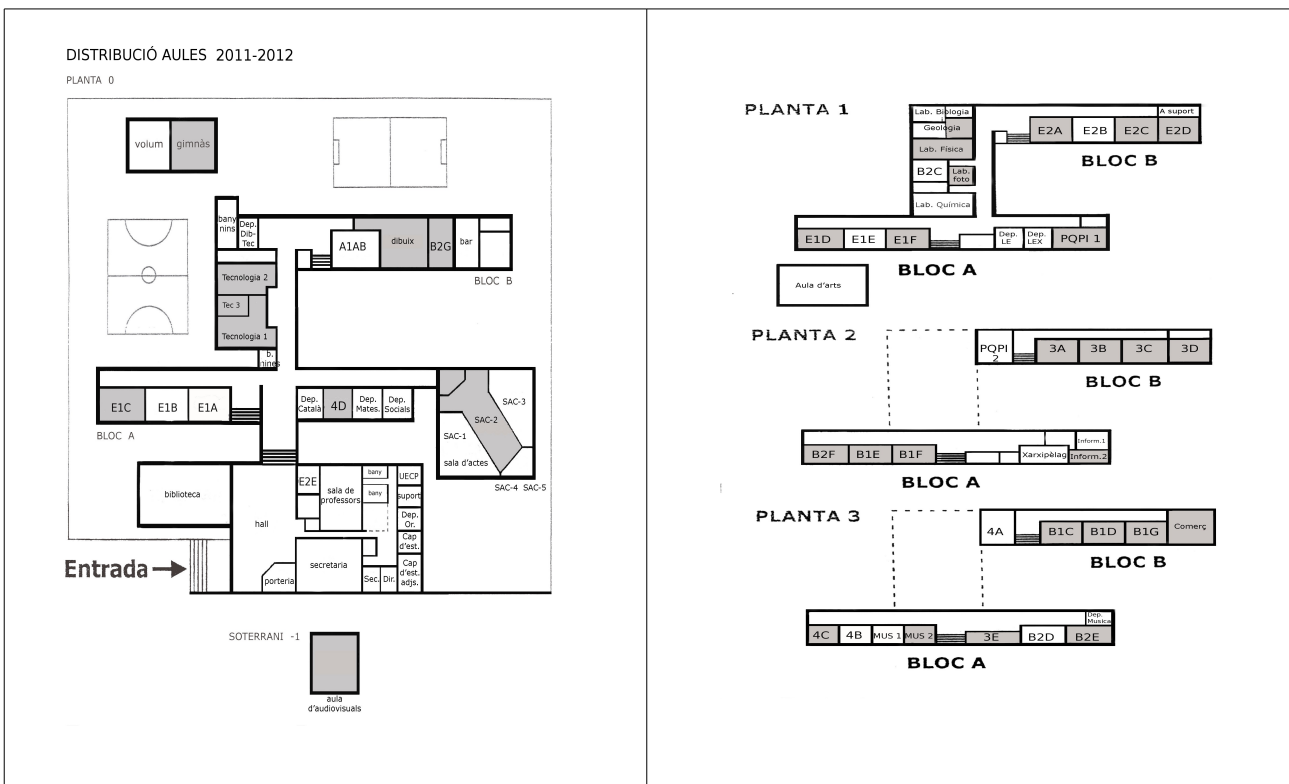 DISTRIBUCIÓ AULES 2011-2012
PLANTA 0
volum
gimnàs
bany
nins
Dep.
Dib-
Tec
A1AB
dibuix
B2G
bar
BLOC B
Tecnologia 2
Tec 3
Tecnologia 1
b.
nines
E1C
E1B
E1A
BLOC A
Dep.
Català
4D
Dep.
Mates.
Dep.
Socials
SAC-3
SAC-2
SAC-1
sala d'actes
SAC-4 SAC-5
biblioteca
hall
E2E
sala de
professors
bany
bany
UECP
suport
Dep.
Or.
Cap
d'est.
Cap
d'est.
adjs.
Entrada
porteria
secretaria
Sec.
Dir.
SOTERRANI -1
aula
d'audiovisuals
PLANTA 1
Lab. Biologia
Geologia
Lab. Física
B2C
Lab.
foto
Lab. Química
A suport
E2A
E2B
E2C
E2D
BLOC B
E1D
E1E
E1F
Dep.
LE
Dep.
LEX
PQPI 1
BLOC A
Aula d'arts
PLANTA 2
PQPI
2
3A
3B
3C
3D
BLOC B
B2F
B1E
B1F
Xarxipèlag
Inform.1
Inform.2
BLOC A
PLANTA 3
4A
B1C
B1D
B1G
Comerç
BLOC B
4C
4B
MUS 1
MUS 2
3E
B2D
Dep.
Musica
B2E
BLOC A